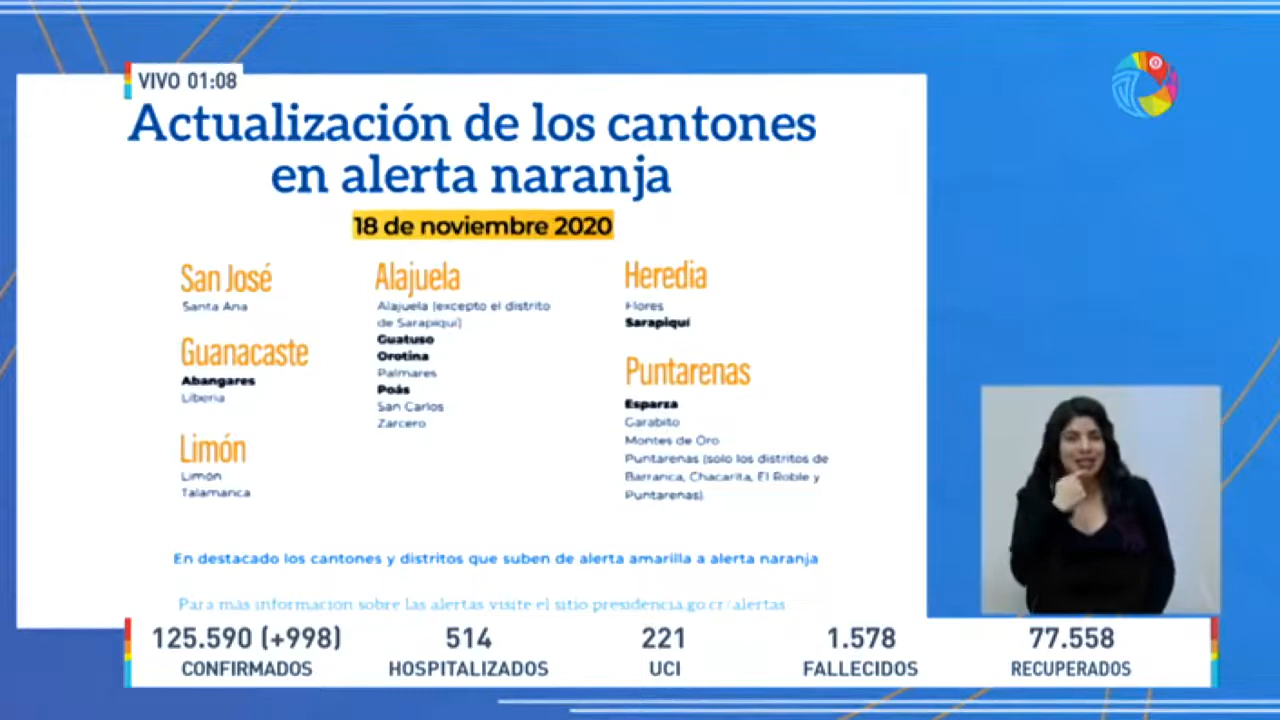 VIVO 01:08
Actualización de los cantones
en alerta naranja
18 de noviembre 2020
San José
Santa Ana
Guanacaste
Abangares
Liberia
Limón
Limón
Talamanca
Alajuela
Alajuela (excepto el distrito
de Sarapiquí)
Guatuso
Orotina
Palmares
Poás
San Carlos
Zarcero
Heredia
Flores
Sarapiquí
Puntarenas
Esparza
Garabito
Montes de Oro
Puntarenas (solo los distritos de
Barranca, Chacarita, El Roble y
Puntarenas).
En destacado los cantones y distritos que suben de alerta amarilla a alerta naranja
Para más información sobre las alertas visite el sitio presidencia.go.cr/alertas
125.590 (+998) 514 221 1.578 77.558
CONFIRMADOS HOSPITALIZADOS UCI FALLECIDOS RECUPERADOS